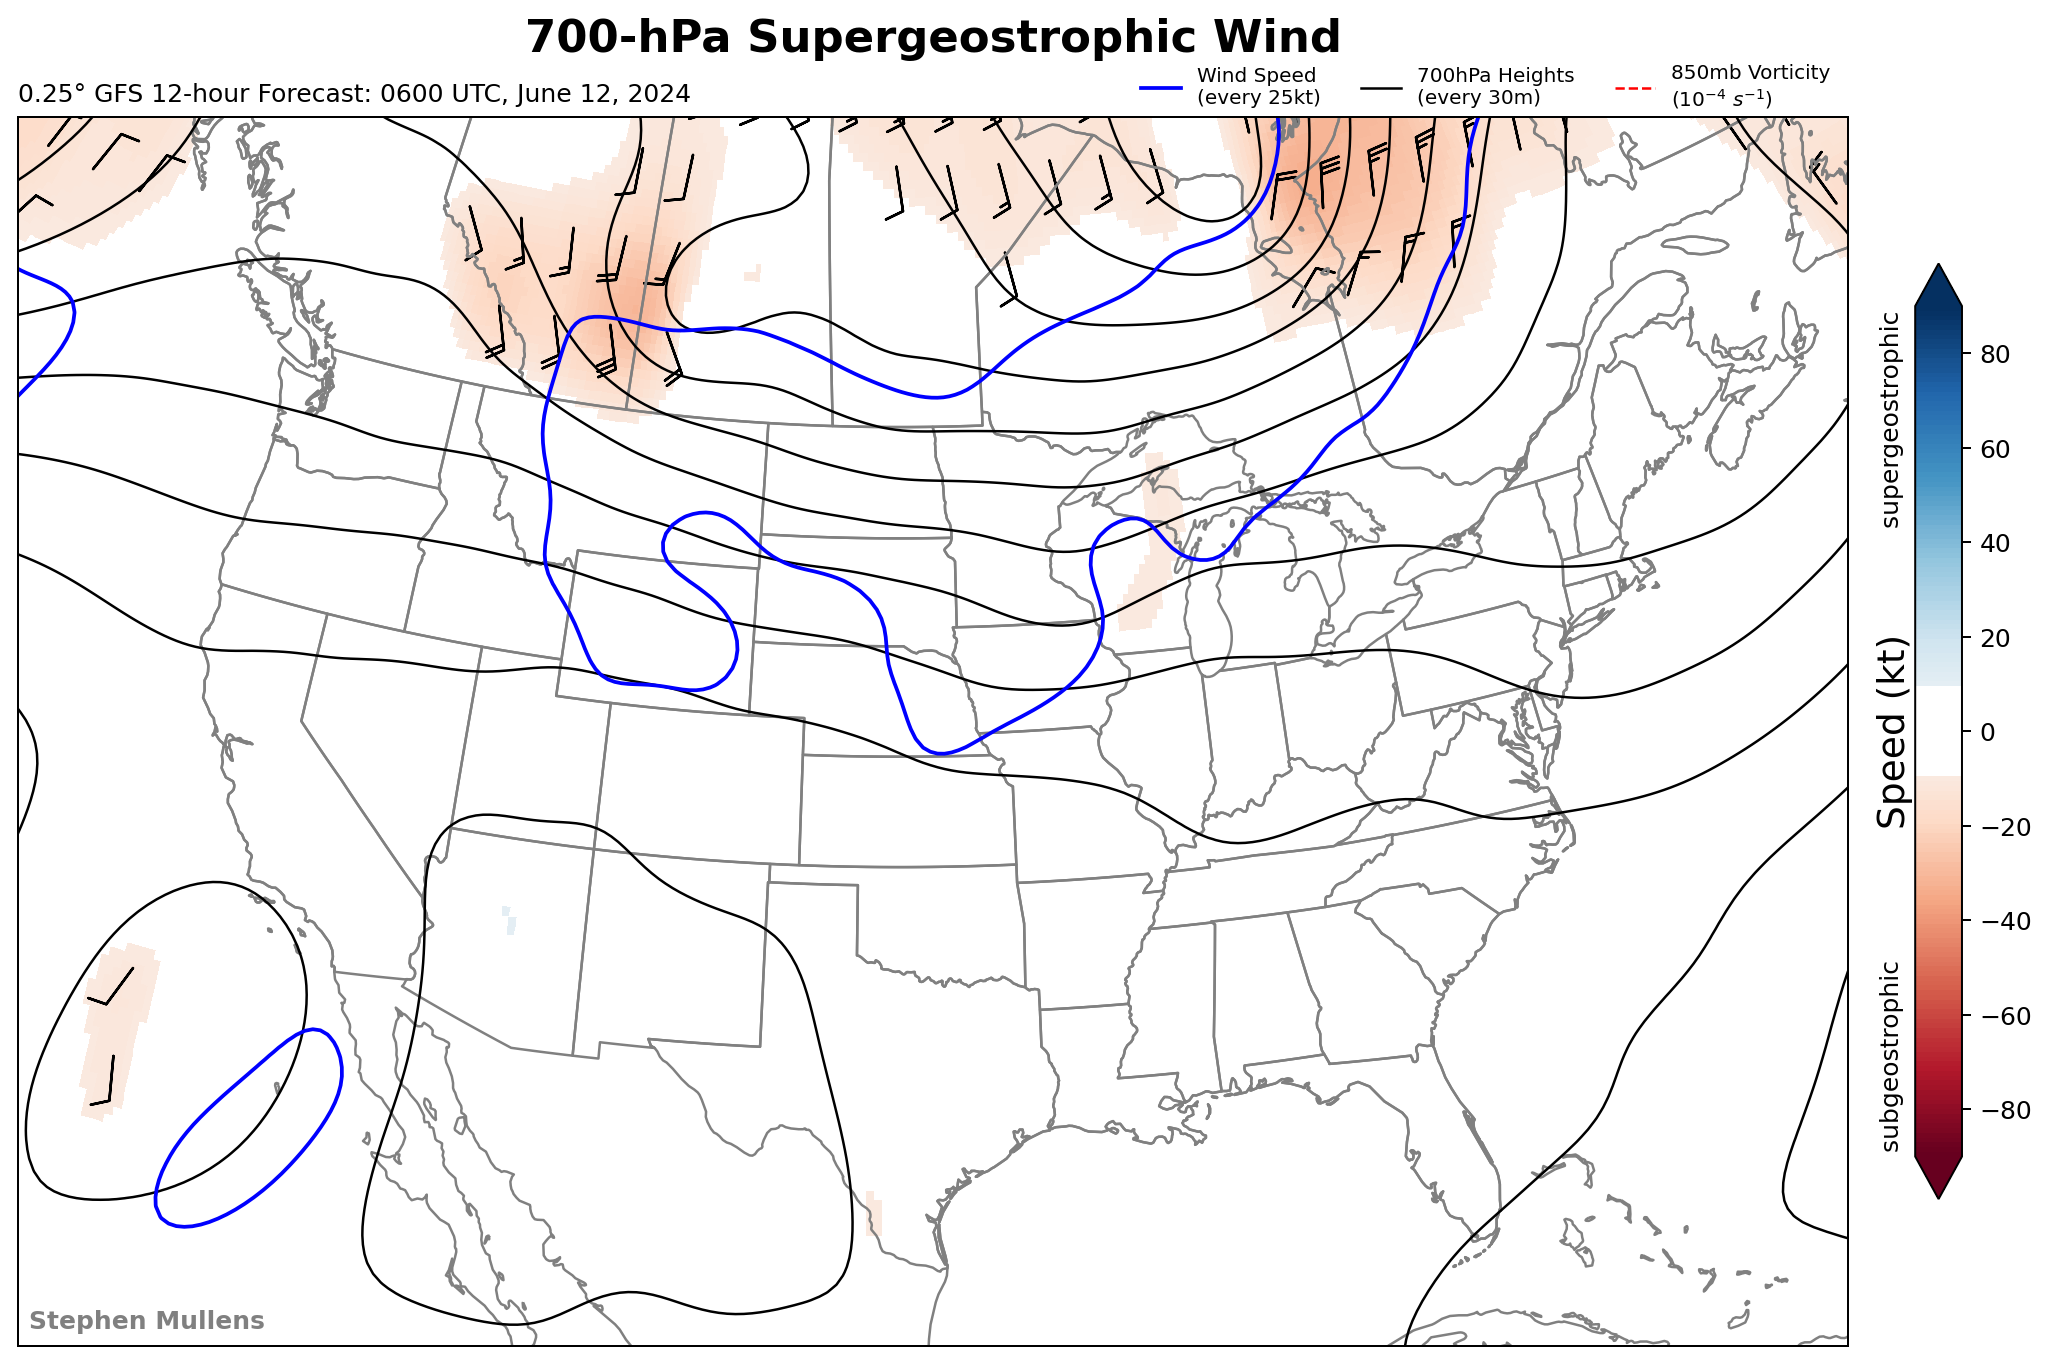 700-hPa Supergeostrophic Wind
0.25° GFS 12-hour Forecast: 0600 UTC, June 12, 2024
Wind Speed
(every 25kt)
700hPa Heights
(every 30m)
850mb Vorticity
(10⁻⁴ s⁻¹)
supergeostrophic
Speed (kt)
subgeostrophic
80
60
40
20
0
−20
−40
−60
−80
Stephen Mullens